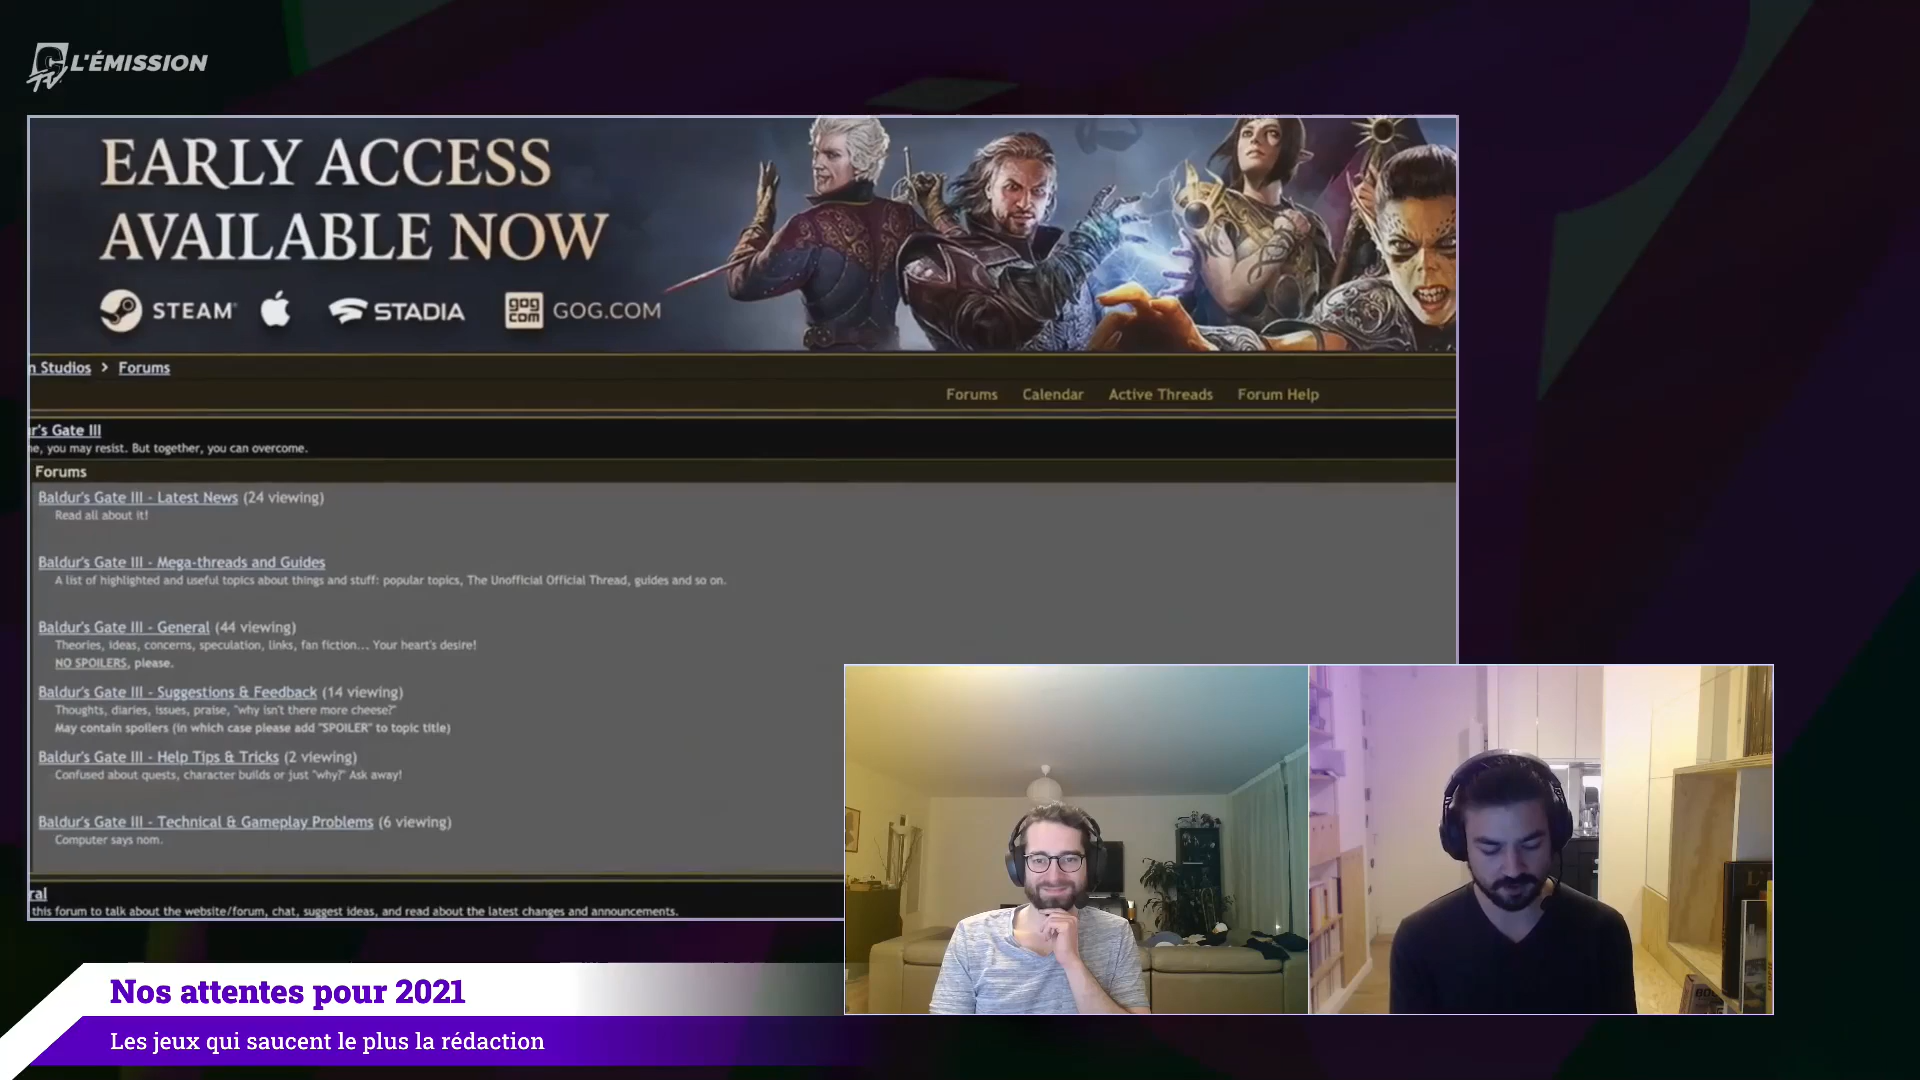 GTV L'ÉMISSION
EARLY ACCESS
AVAILABLE NOW
STEAM STADIA gog com GOG.COM
n Studios > Forums
Forums Calendar Active Threads Forum Help
r's Gate III
e, you may resist. But together, you can overcome.
Forums
Baldur's Gate III - Latest News (24 viewing)
Read all about it!
Baldur's Gate III - Mega-threads and Guides
A list of highlighted and useful topics about things and stuff: popular topics, The Unofficial Official Thread, guides and so on.
Baldur's Gate III - General (44 viewing)
Theories, ideas, concerns, speculation, links, fan fiction... Your heart's desire!
NO SPOILERS, please.
Baldur's Gate III - Suggestions & Feedback (14 viewing)
Thoughts, diaries, issues, praise, "why isn't there more cheese?"
May contain spoilers (in which case please add "SPOILER" to topic title)
Baldur's Gate III - Help Tips & Tricks (2 viewing)
Confused about quests, character builds or just "why?" Ask away!
Baldur's Gate III - Technical & Gameplay Problems (6 viewing)
Computer says nom.
ral
this forum to talk about the website/forum, chat, suggest ideas, and read about the latest changes and announcements.
Nos attentes pour 2021
Les jeux qui saucent le plus la rédaction